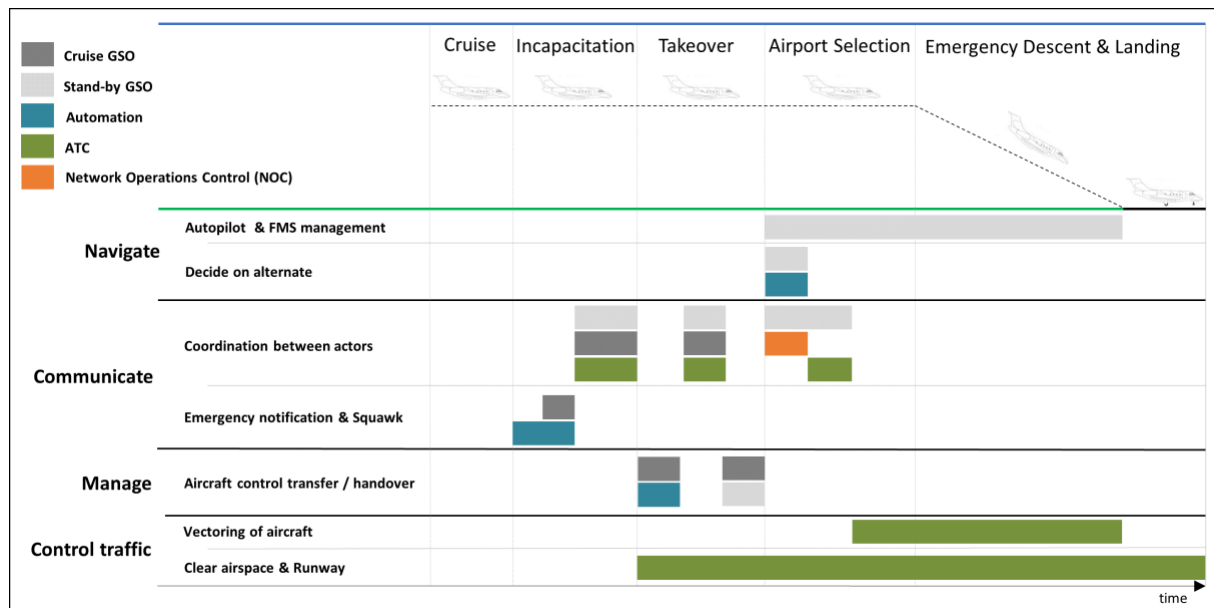 Cruise
Incapacitation
Takeover
Airport Selection
Emergency Descent & Landing
Cruise GSO
Stand-by GSO
Automation
ATC
Network Operations Control (NOC)
Navigate
Autopilot & FMS management
Decide on alternate
Communicate
Coordination between actors
Emergency notification & Squawk
Manage
Aircraft control transfer / handover
Control traffic
Vectoring of aircraft
Clear airspace & Runway
time